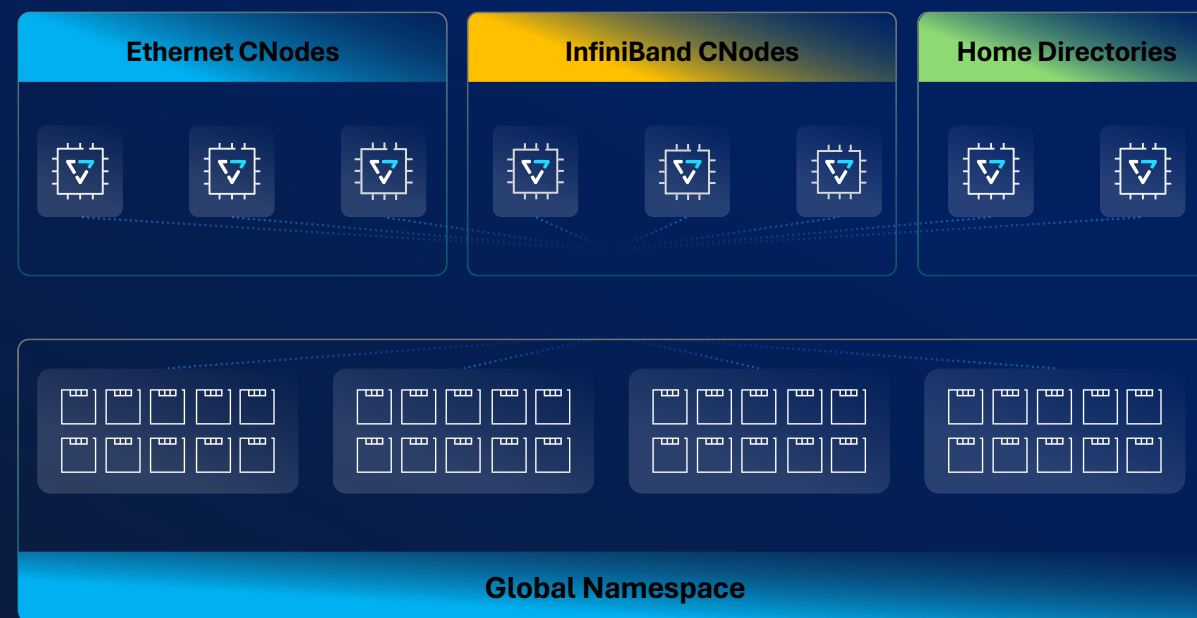 Ethernet CNodes
InfiniBand CNodes
Home Directories
Global Namespace